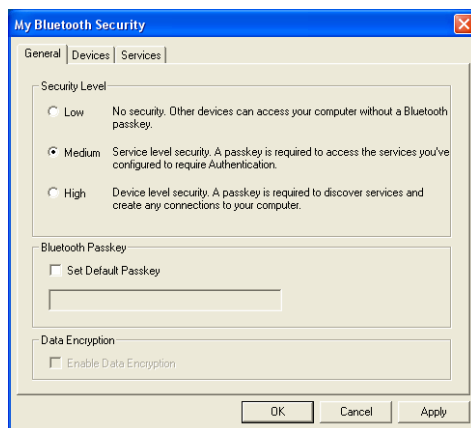 My Bluetooth Security
General Devices Services
Security Level
Low No security. Other devices can access your computer without a Bluetooth
passkey.
Medium Service level security. A passkey is required to access the services you've
configured to require Authentication.
High Device level security. A passkey is required to discover services and
create any connections to your computer.
Bluetooth Passkey
Set Default Passkey
Data Encryption
Enable Data Encryption
OK Cancel Apply